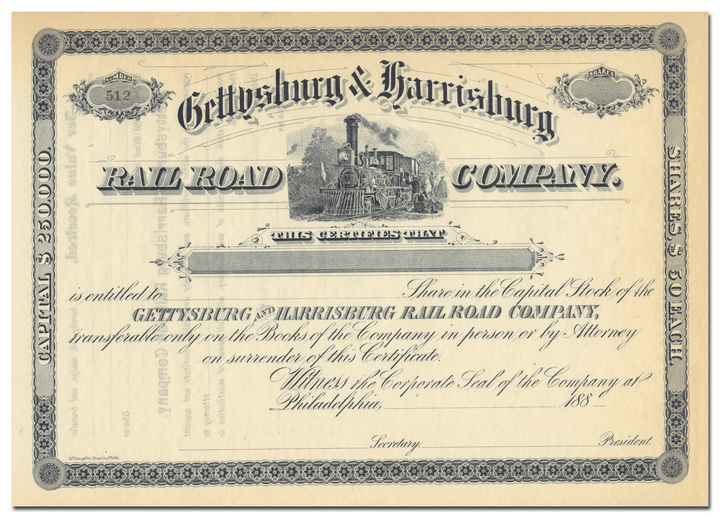 NUMBER
512
SHARES
Gettysburg & Harrisburg
RAIL ROAD COMPANY.
THIS CERTIFIES THAT
is entitled to Share in the Capital Stock of the
GETTYSBURG AND HARRISBURG RAIL ROAD COMPANY,
transferable only on the Books of the Company in person or by Attorney
on surrender of this Certificate.
Witness the Corporate Seal of the Company at
Philadelphia, 188
Secretary. President.
CAPITAL $ 250,000.
SHARES, $ 50 EACH.